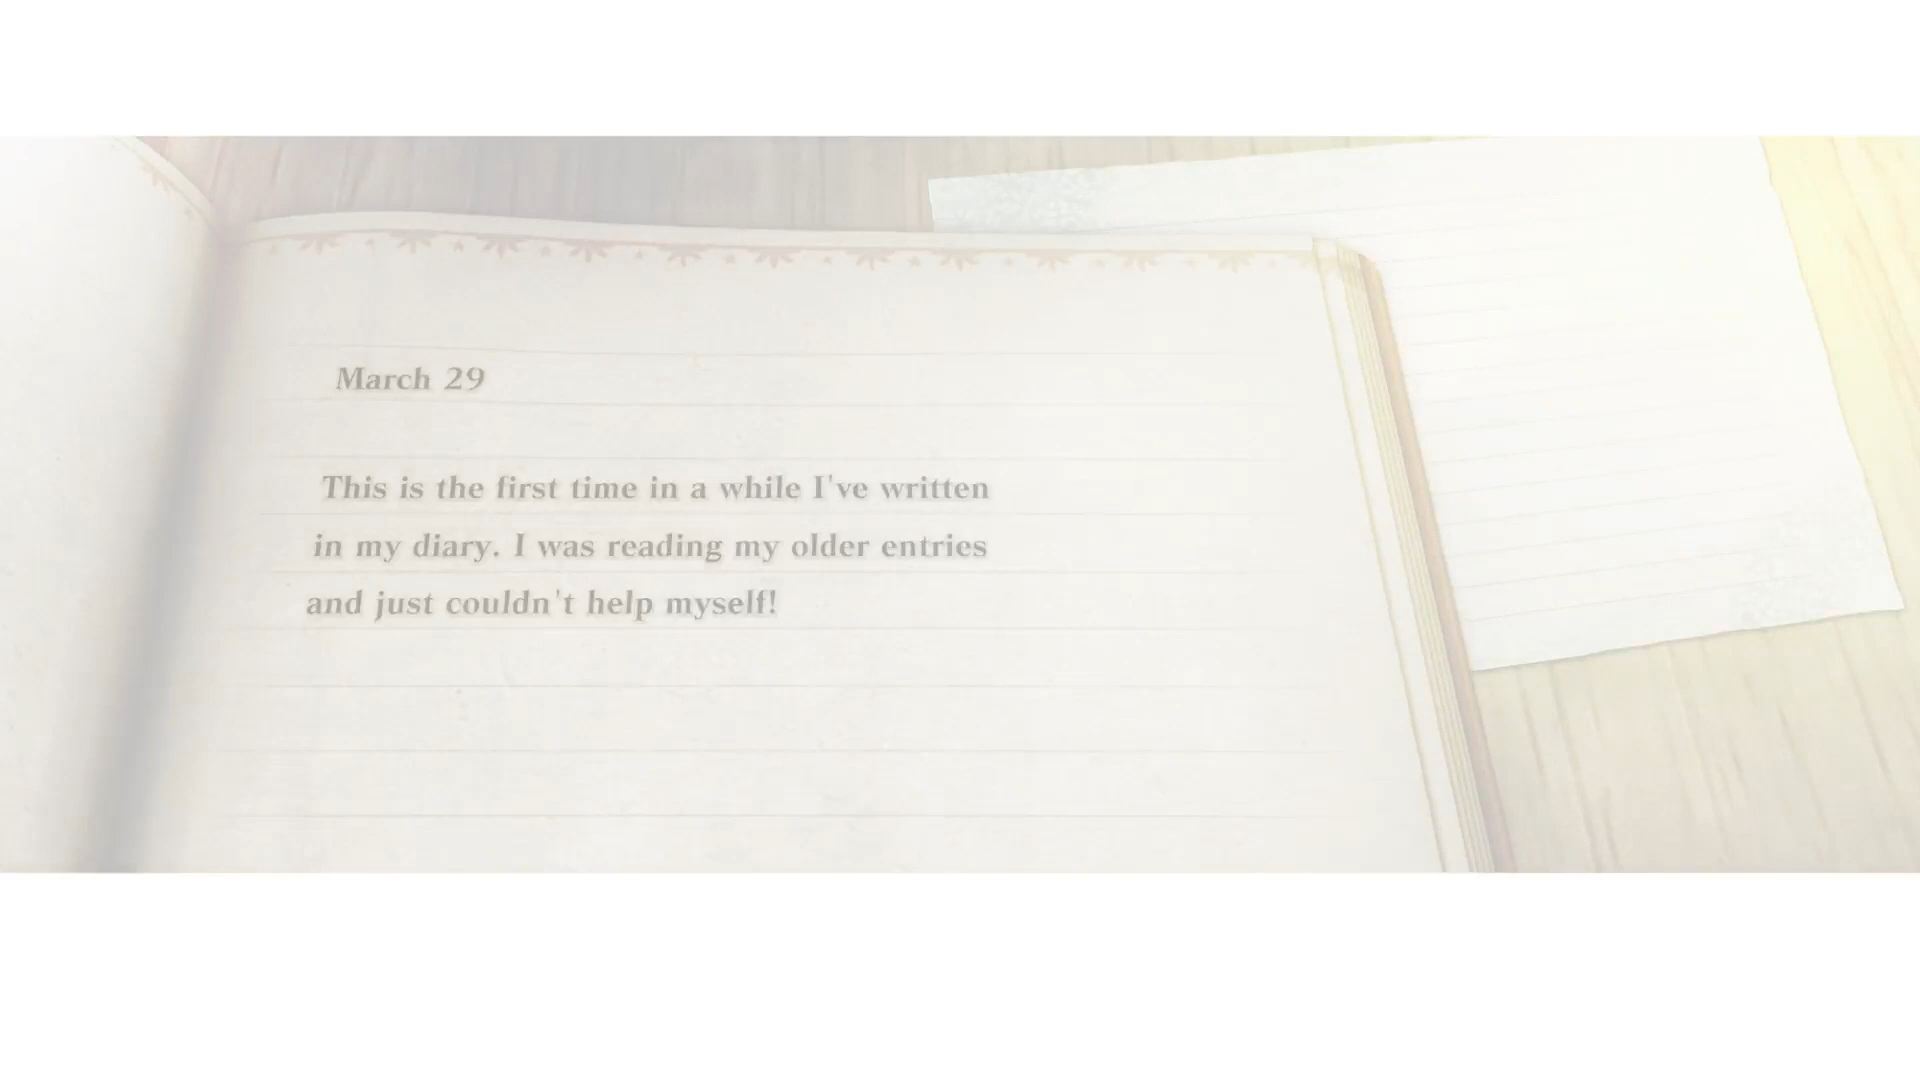 March 29
This is the first time in a while I've written
in my diary. I was reading my older entries
and just couldn't help myself!